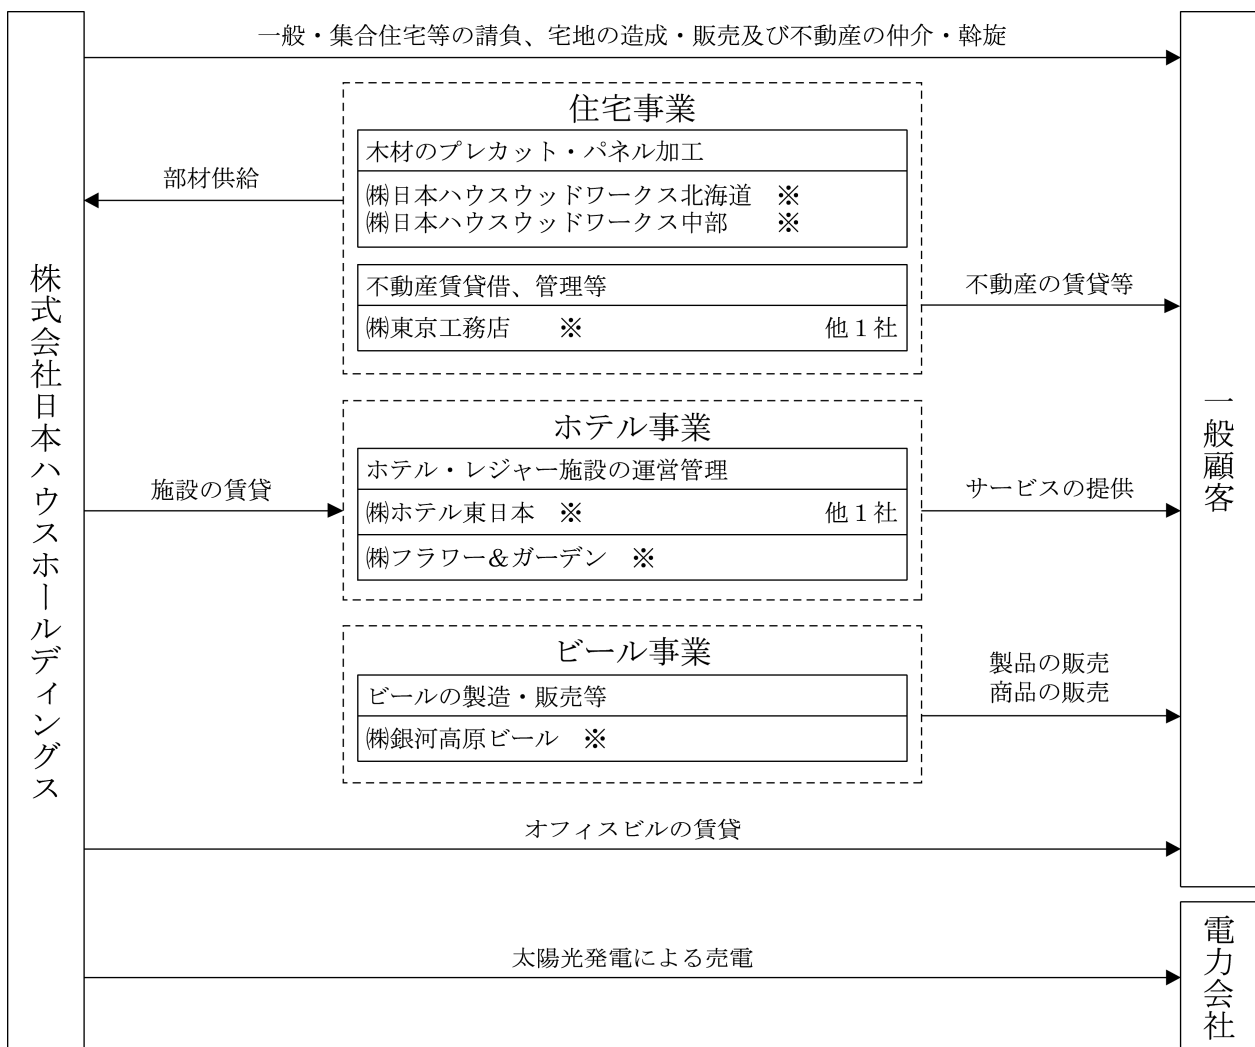 一般・集合住宅等の請負、宅地の造成・販売及び不動産の仲介・斡旋
株式会社日本ハウスホールディングス
住宅事業
木材のプレカット・パネル加工
㈱日本ハウスウッドワークス北海道 ※
㈱日本ハウスウッドワークス中部 ※
部材供給
不動産賃貸借、管理等
㈱東京工務店 ※ 他1社
不動産の賃貸等
一般顧客
ホテル事業
ホテル・レジャー施設の運営管理
㈱ホテル東日本 ※ 他1社
㈱フラワー&ガーデン ※
施設の賃貸
サービスの提供
ビール事業
ビールの製造・販売等
㈱銀河高原ビール ※
製品の販売
商品の販売
オフィスビルの賃貸
太陽光発電による売電
電力会社